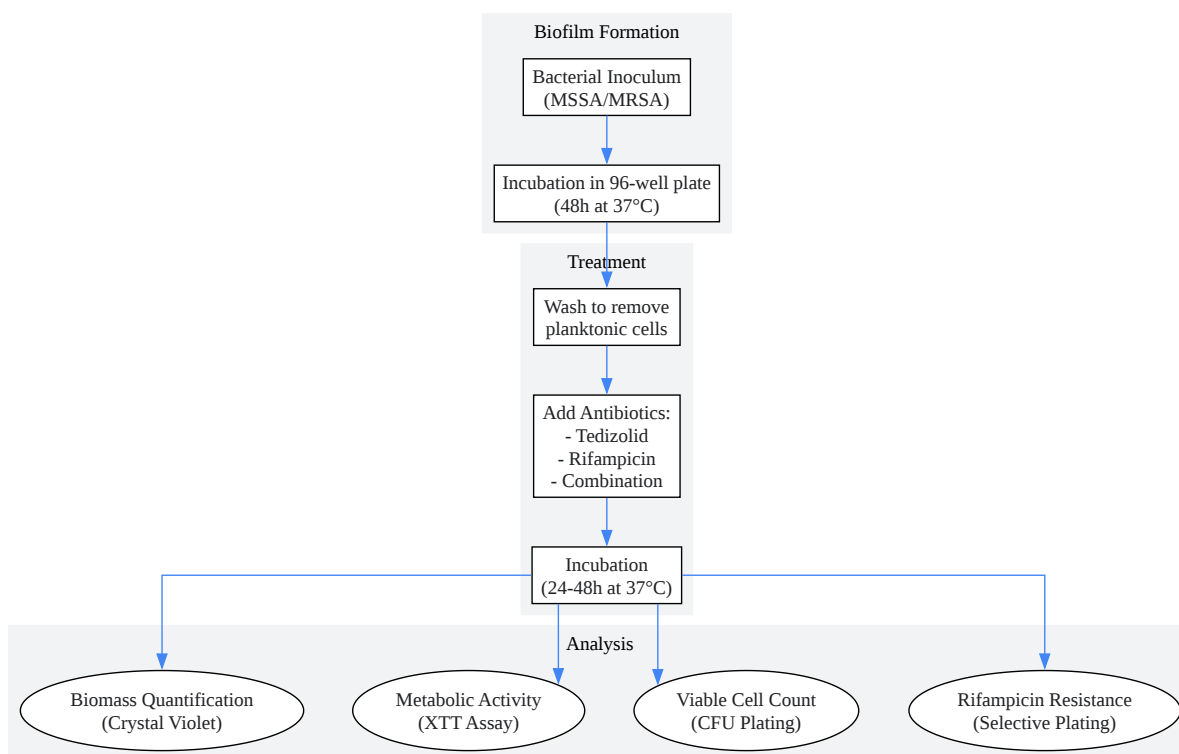 Biofilm Formation
Bacterial Inoculum
(MSSA/MRSA)
Incubation in 96-well plate
(48h at 37°C)
Treatment
Wash to remove
planktonic cells
Add Antibiotics:
- Tedizolid
- Rifampicin
- Combination
Incubation
(24-48h at 37°C)
Analysis
Biomass Quantification
(Crystal Violet)
Metabolic Activity
(XTT Assay)
Viable Cell Count
(CFU Plating)
Rifampicin Resistance
(Selective Plating)